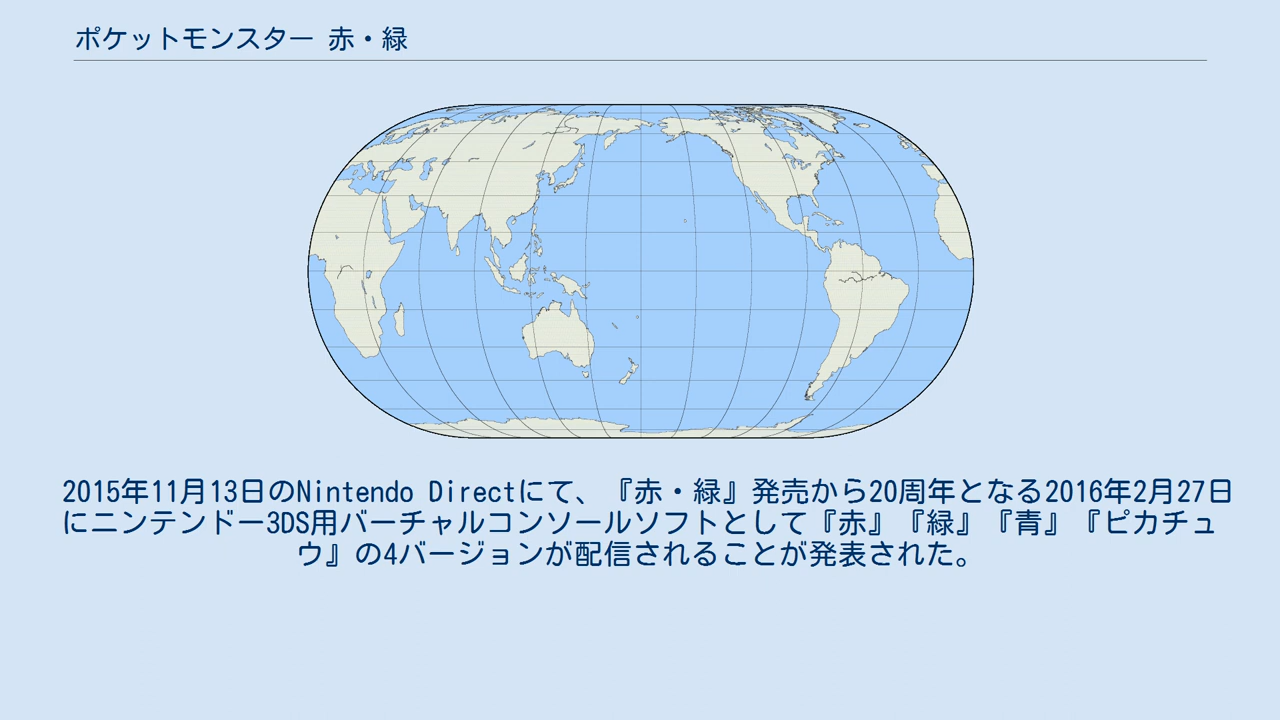 ポケットモンスター 赤・緑
2015年11月13日のNintendo Directにて、『赤・緑』発売から20周年となる2016年2月27日
にニンテンドー3DS用バーチャルコンソールソフトとして『赤』『緑』『青』『ピカチュ
ウ』の4バージョンが配信されることが発表された。